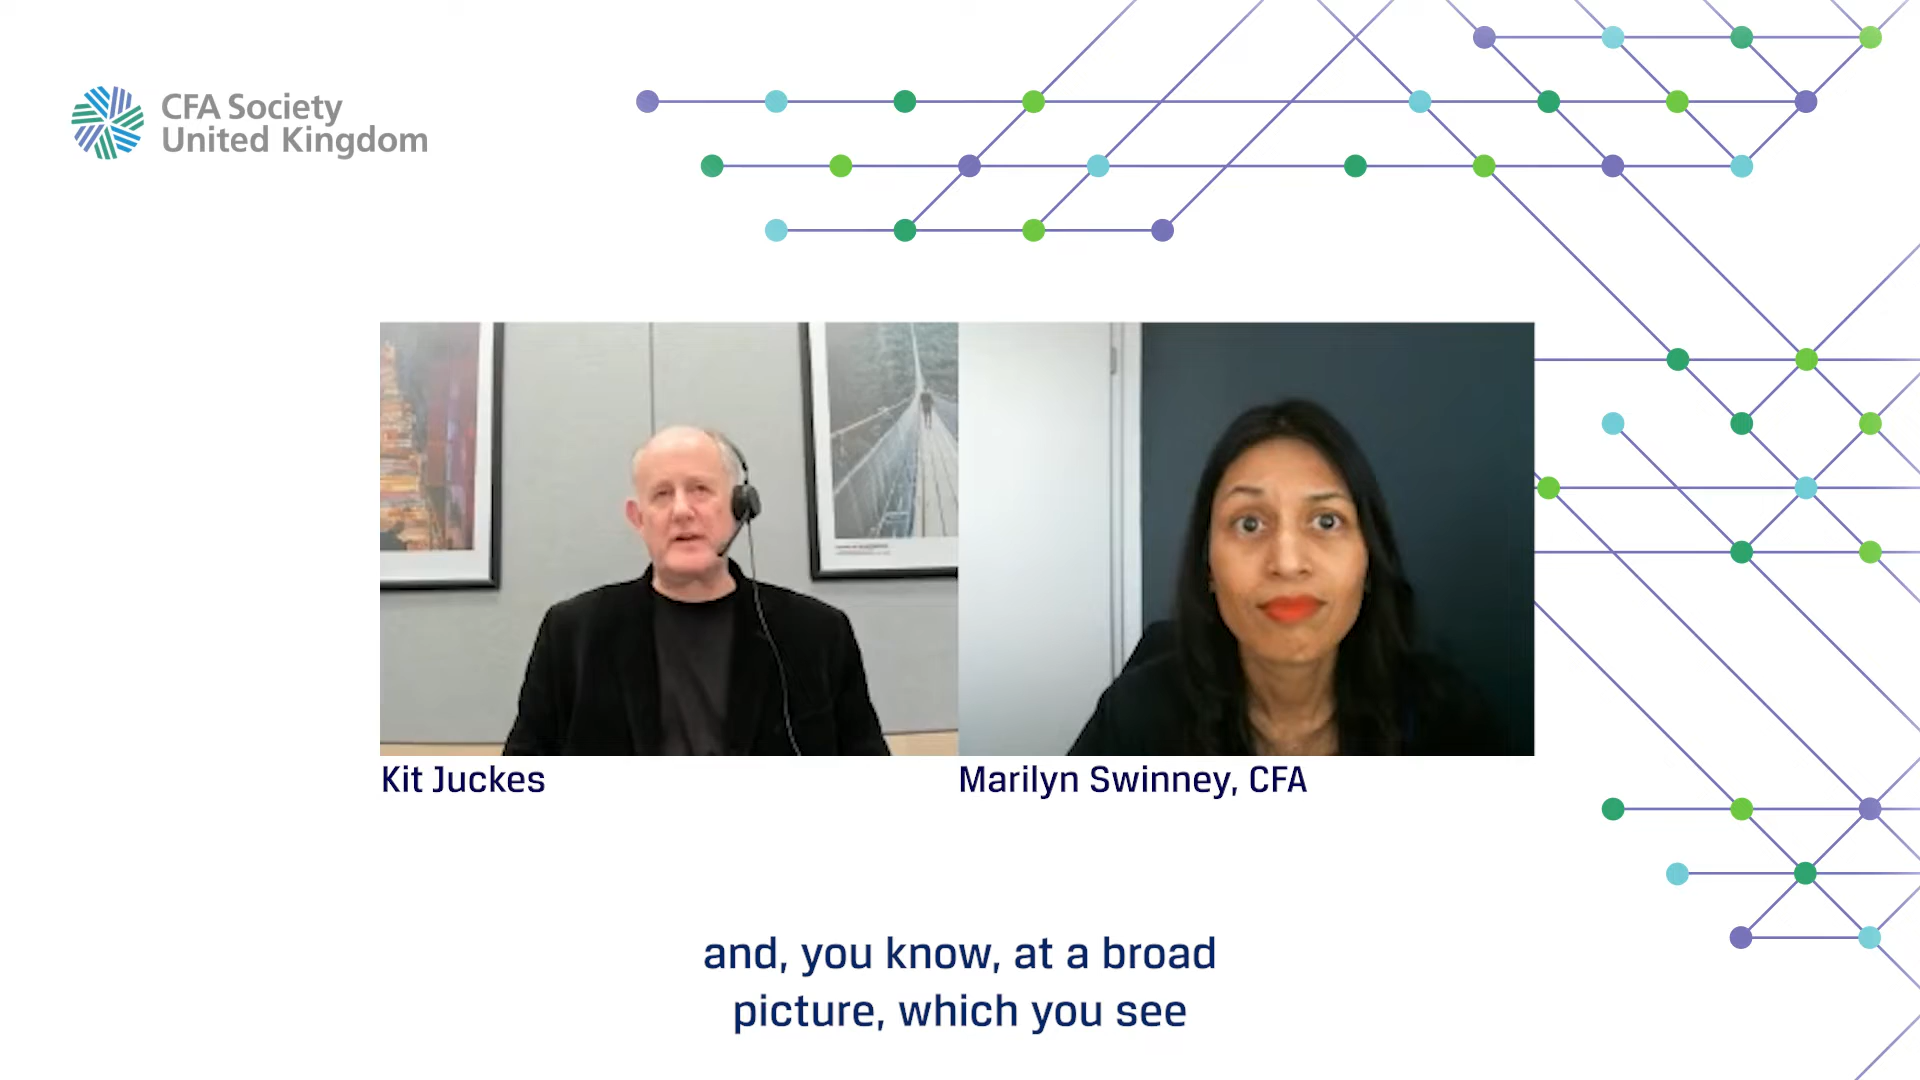 CFA Society
United Kingdom
Kit Juckes
Marilyn Swinney, CFA
and, you know, at a broad
picture, which you see